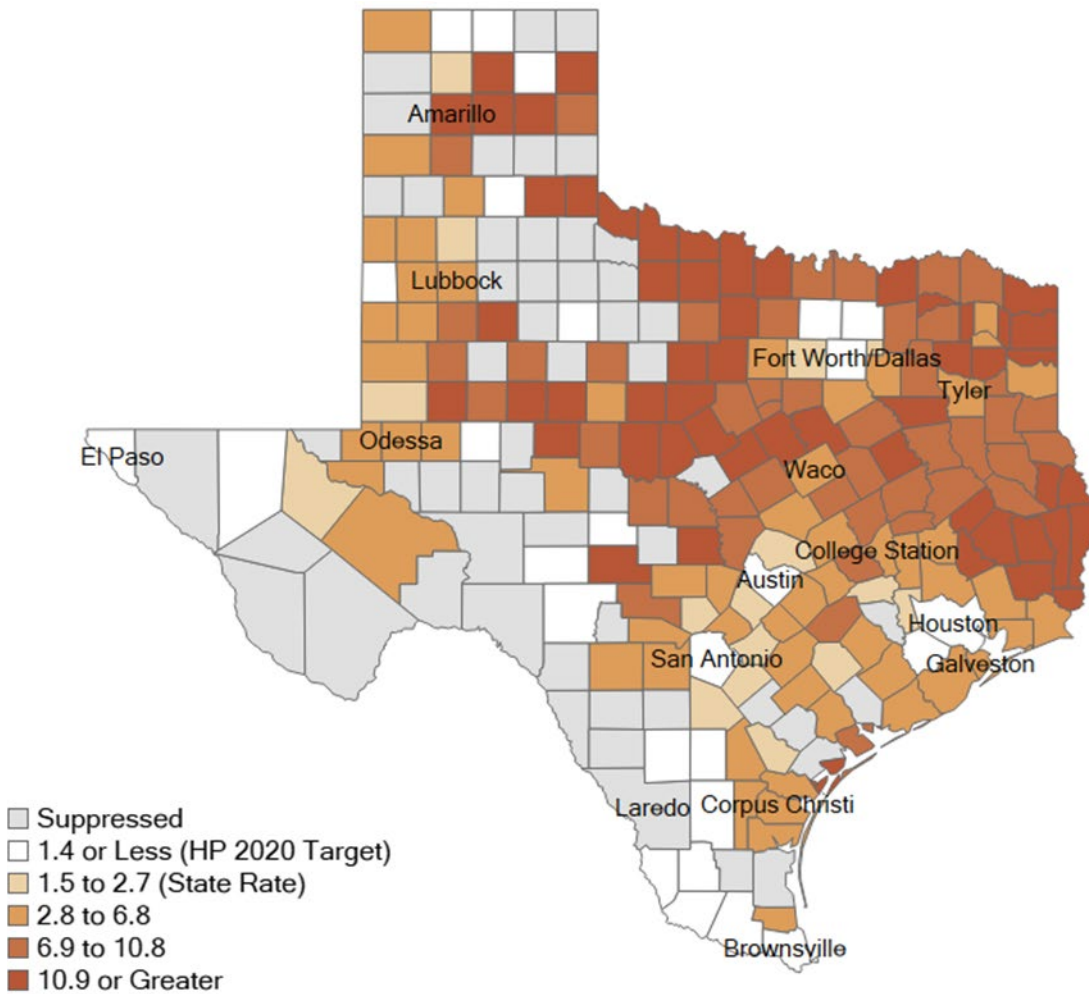 Amarillo
Lubbock
Fort Worth/Dallas
Tyler
Odessa
El Paso
Waco
College Station
Austin
Houston
San Antonio
Galveston
Laredo
Corpus Christi
Brownsville
Suppressed
1.4 or Less (HP 2020 Target)
1.5 to 2.7 (State Rate)
2.8 to 6.8
6.9 to 10.8
10.9 or Greater